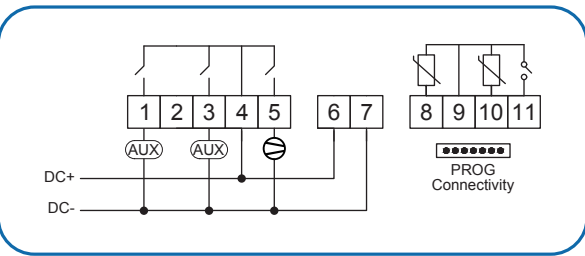 1 2 3 4 5 6 7 8 9 10 11
AUX AUX
DC+
DC-
PROG
Connectivity